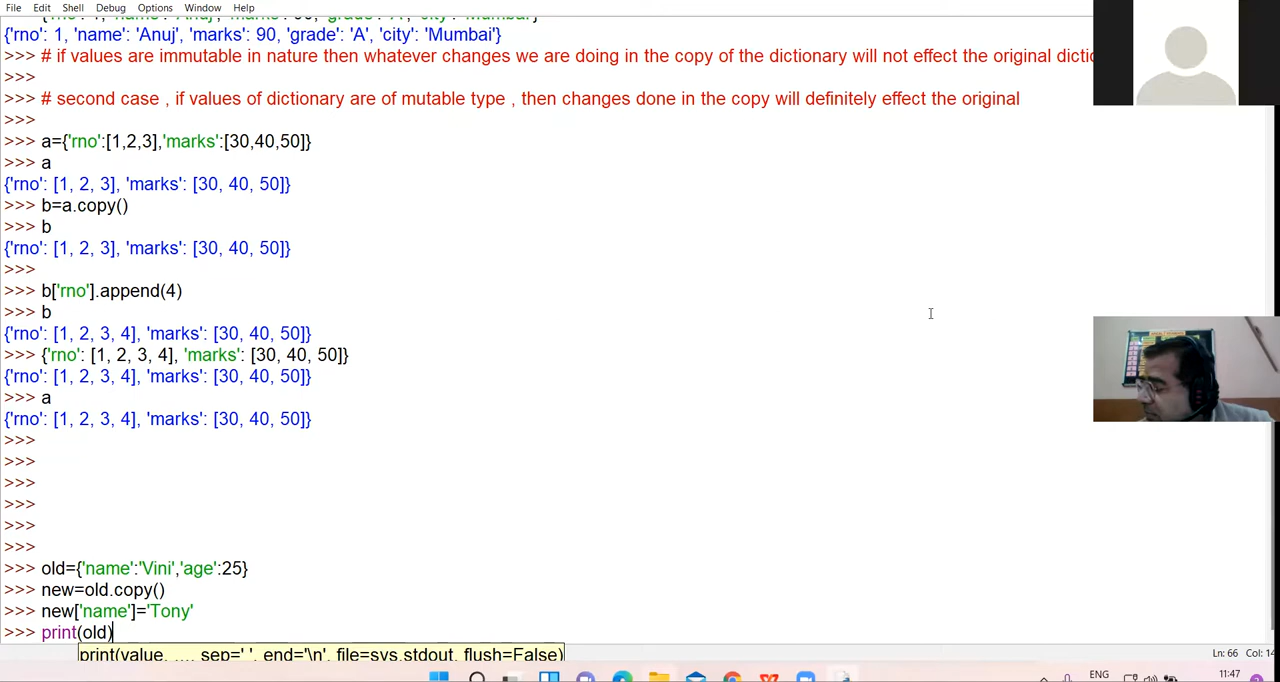 File Edit Shell Debug Options Window Help
{'rno': 1, 'name': 'Anuj', 'marks': 90, 'grade': 'A', 'city': 'Mumbai'}
>>> # if values are immutable in nature then whatever changes we are doing in the copy of the dictionary will not effect the original
>>>
>>> # second case , if values of dictionary are of mutable type , then changes done in the copy will definitely effect the original
>>>
>>> a={'rno':[1,2,3],'marks':[30,40,50]}
>>> a
{'rno': [1, 2, 3], 'marks': [30, 40, 50]}
>>> b=a.copy()
>>> b
{'rno': [1, 2, 3], 'marks': [30, 40, 50]}
>>>
>>> b['rno'].append(4)
>>> b
{'rno': [1, 2, 3, 4], 'marks': [30, 40, 50]}
>>> {'rno': [1, 2, 3, 4], 'marks': [30, 40, 50]}
{'rno': [1, 2, 3, 4], 'marks': [30, 40, 50]}
>>> a
{'rno': [1, 2, 3, 4], 'marks': [30, 40, 50]}
>>>
>>>
>>>
>>>
>>>
>>>
>>> old={'name':'Vini','age':25}
>>> new=old.copy()
>>> new['name']='Tony'
>>> print(old)
print(value, ..., sep=' ', end='\n', file=sys.stdout, flush=False)
Ln: 66 Col: 14
ENG
11:47